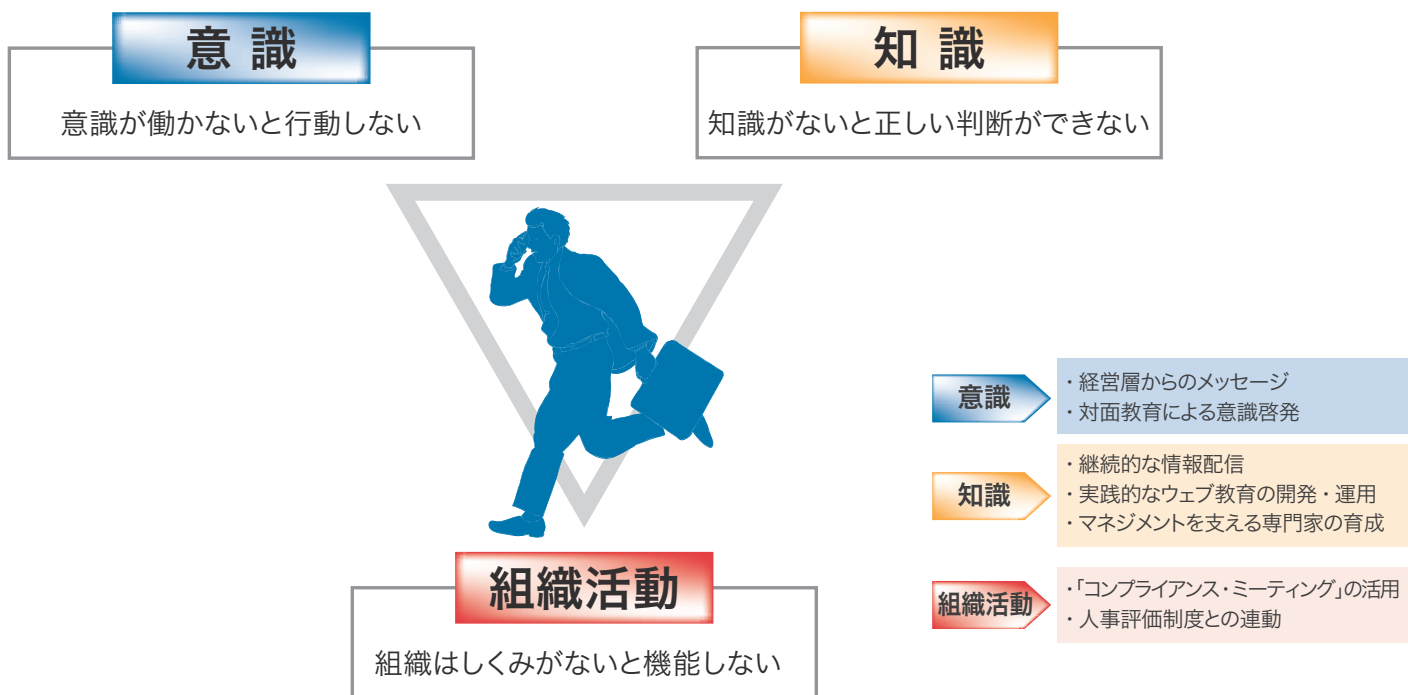 意識
意識が働かないと行動しない
知識
知識がないと正しい判断ができない
組織活動
組織はしくみがないと機能しない
意識
・経営層からのメッセージ
・対面教育による意識啓発
知識
・継続的な情報配信
・実践的なウェブ教育の開発・運用
・マネジメントを支える専門家の育成
組織活動
・「コンプライアンス・ミーティング」の活用
・人事評価制度との連動